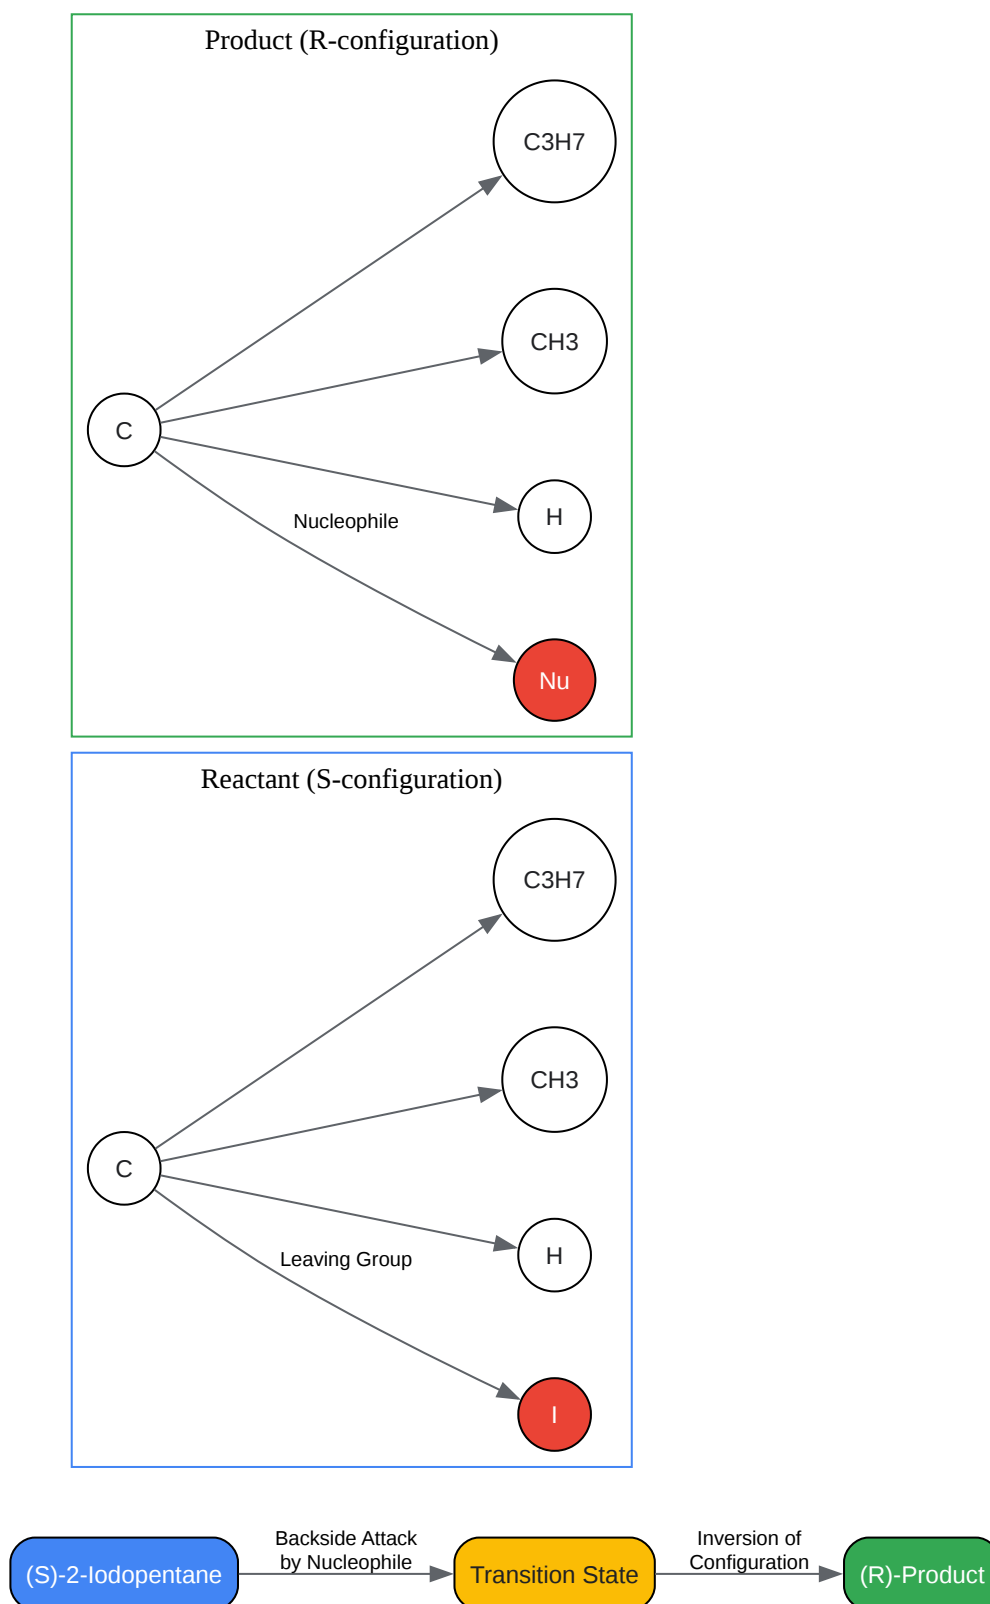 Product (R-configuration)
C3H7
CH3
C
H
Nucleophile
Nu
Reactant (S-configuration)
C3H7
CH3
C
H
Leaving Group
I
(S)-2-Iodopentane
Backside Attack
by Nucleophile
Transition State
Inversion of
Configuration
(R)-Product